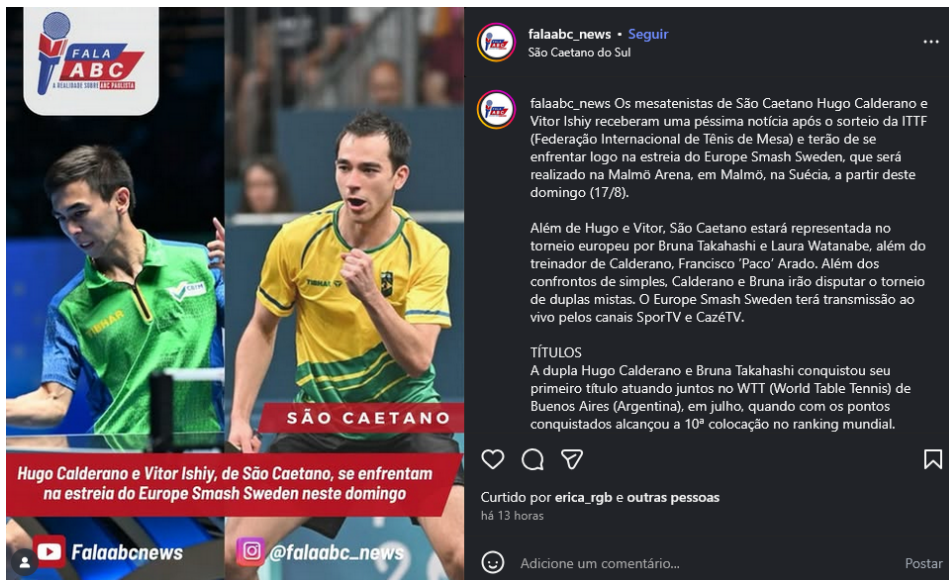 FALA
ABC
A REALIDADE SOBRE ABC PAULISTA
TIBHAR
CBTM
TIBHAR
SÃO CAETANO
Hugo Calderano e Vitor Ishiy, de São Caetano, se enfrentam
na estreia do Europe Smash Sweden neste domingo
Falaabcnews
@falaabc_news
falaabc_news • Seguir
São Caetano do Sul
falaabc_news Os mesatenistas de São Caetano Hugo Calderano e
Vitor Ishiy receberam uma péssima notícia após o sorteio da ITTF
(Federação Internacional de Tênis de Mesa) e terão de se
enfrentar logo na estreia do Europe Smash Sweden, que será
realizado na Malmö Arena, em Malmö, na Suécia, a partir deste
domingo (17/8).
Além de Hugo e Vitor, São Caetano estará representada no
torneio europeu por Bruna Takahashi e Laura Watanabe, além do
treinador de Calderano, Francisco 'Paco' Arado. Além dos
confrontos de simples, Calderano e Bruna irão disputar o torneio
de duplas mistas. O Europe Smash Sweden terá transmissão ao
vivo pelos canais SporTV e CazéTV.
TÍTULOS
A dupla Hugo Calderano e Bruna Takahashi conquistou seu
primeiro título atuando juntos no WTT (World Table Tennis) de
Buenos Aires (Argentina), em julho, quando com os pontos
conquistados alcançou a 10ª colocação no ranking mundial.
Curtido por erica_rgb e outras pessoas
há 13 horas
Adicione um comentário...
Postar